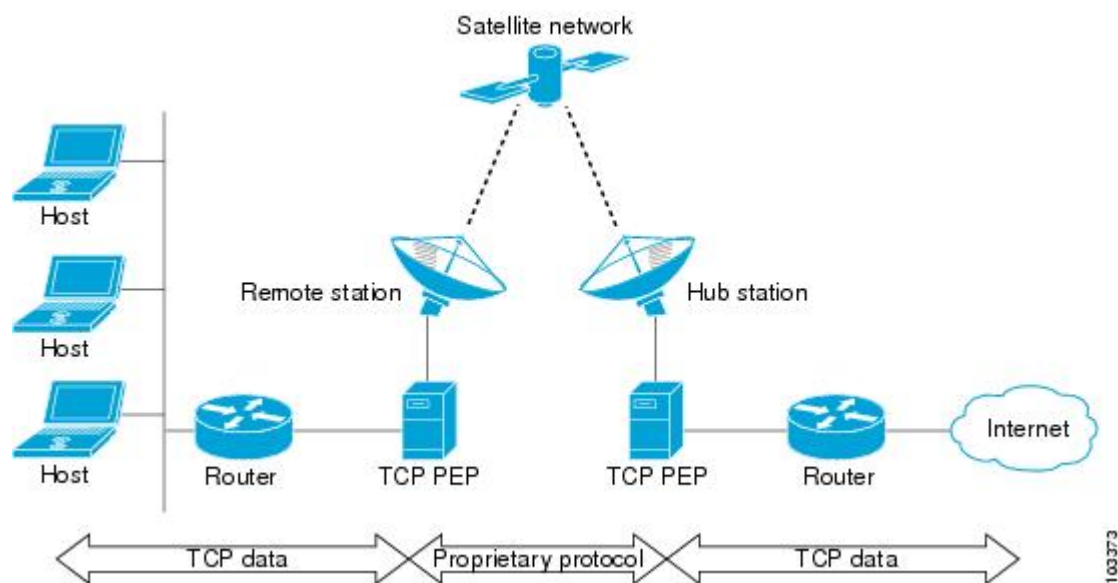 Satellite network
Host
Remote station
Hub station
Host
Host
Router
TCP PEP
TCP PEP
Router
Internet
TCP data
Proprietary protocol
TCP data